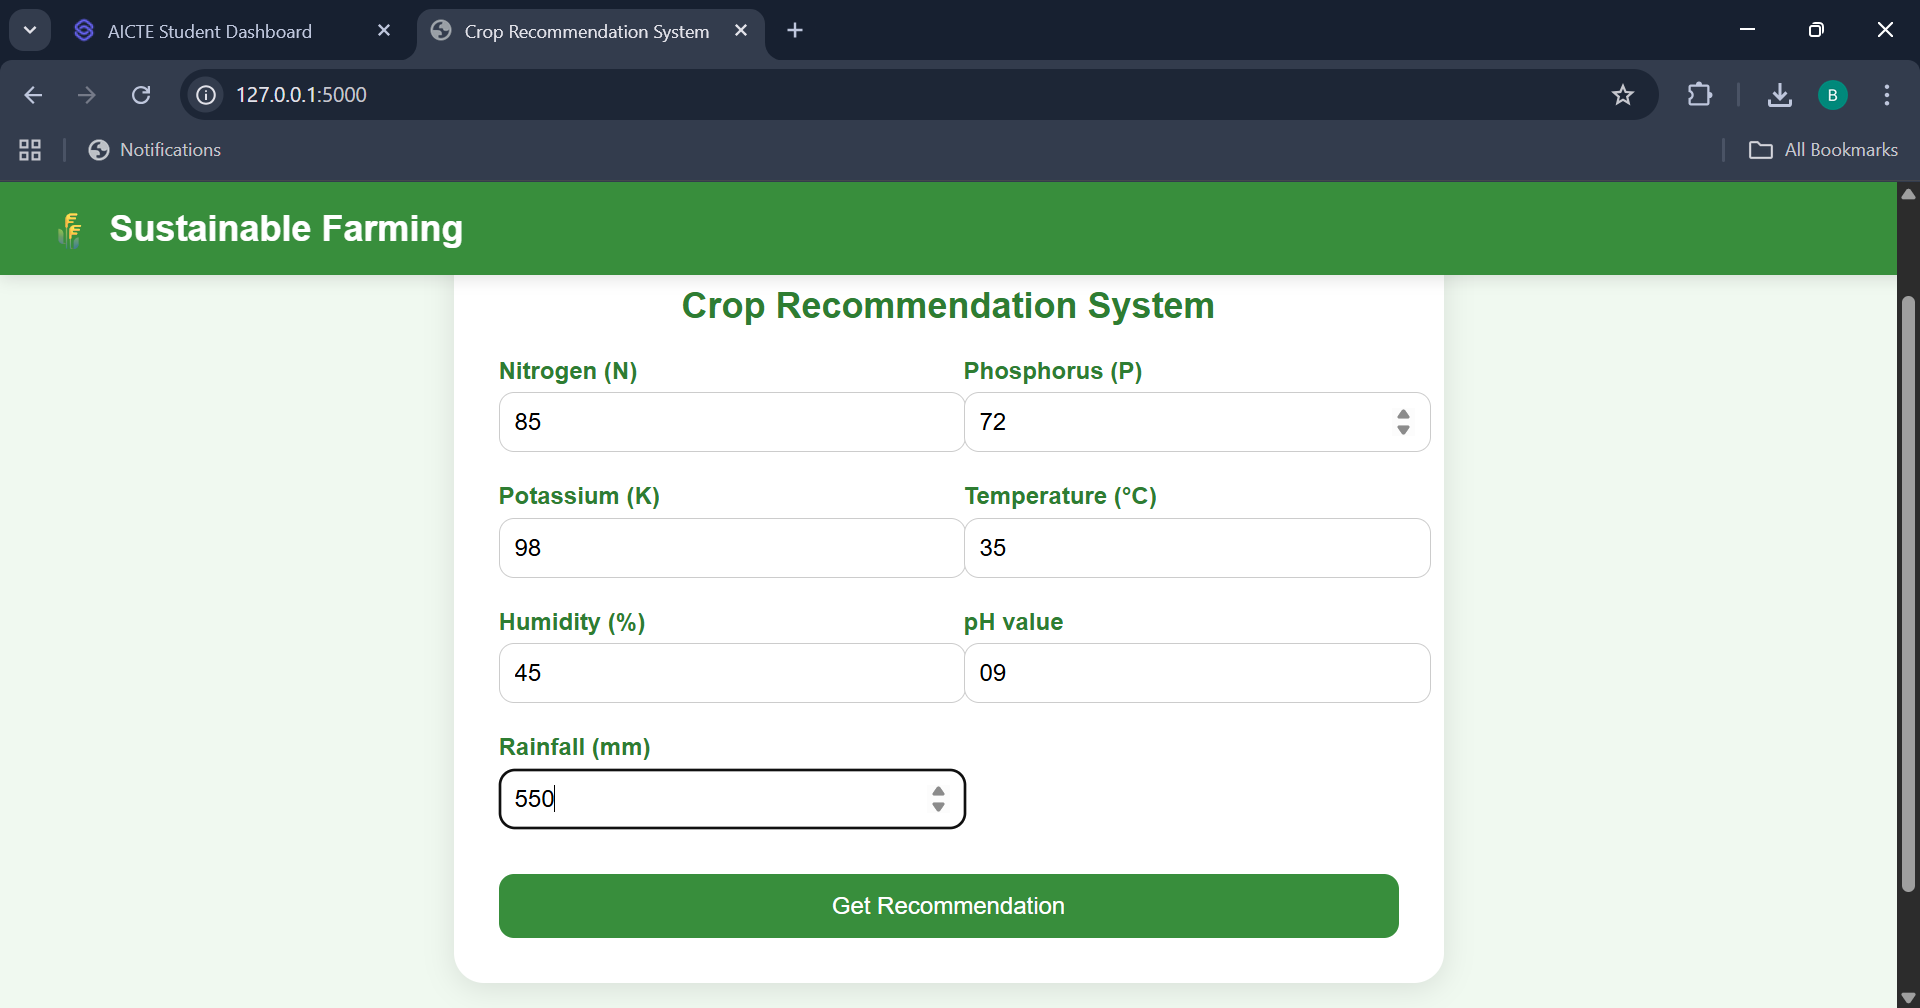 AICTE Student Dashboard
Crop Recommendation System
127.0.0.1:5000
B
Notifications
All Bookmarks
Sustainable Farming
Crop Recommendation System
Nitrogen (N)
Phosphorus (P)
85
72
Potassium (K)
Temperature (°C)
98
35
Humidity (%)
pH value
45
09
Rainfall (mm)
550
Get Recommendation